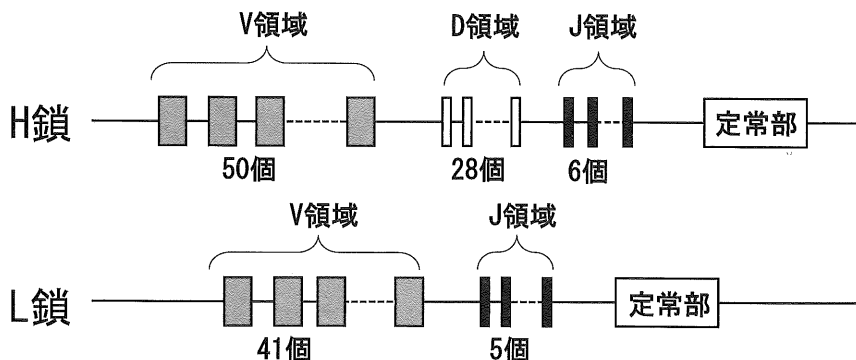 V領域 D領域 J領域
H鎖
定常部
50個 28個 6個
V領域 J領域
L鎖
定常部
41個 5個